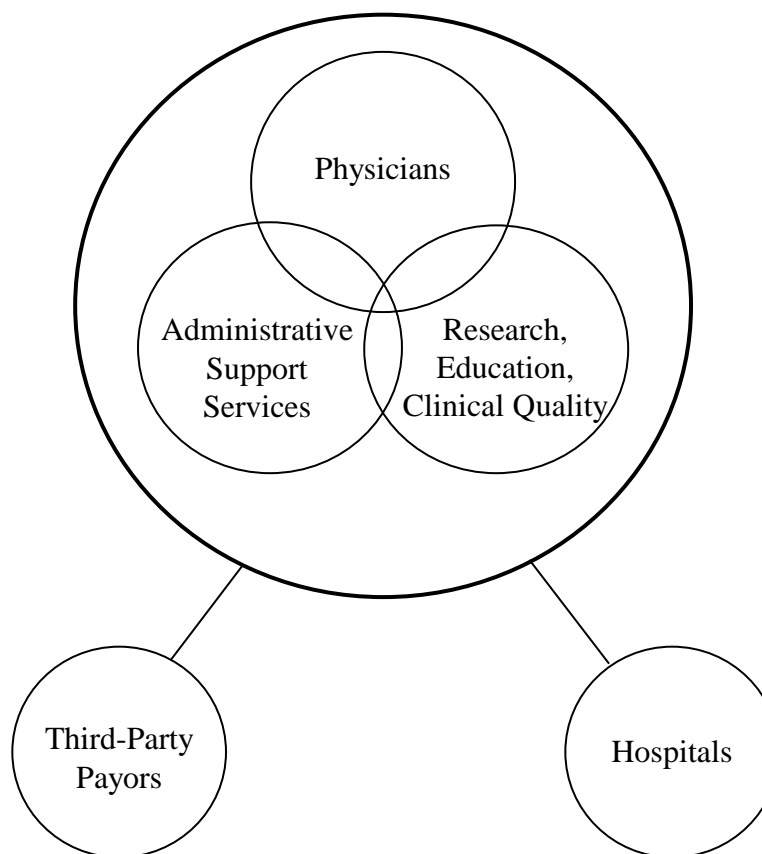 Physicians
Administrative
Support
Services
Research,
Education,
Clinical Quality
Third-Party
Payors
Hospitals